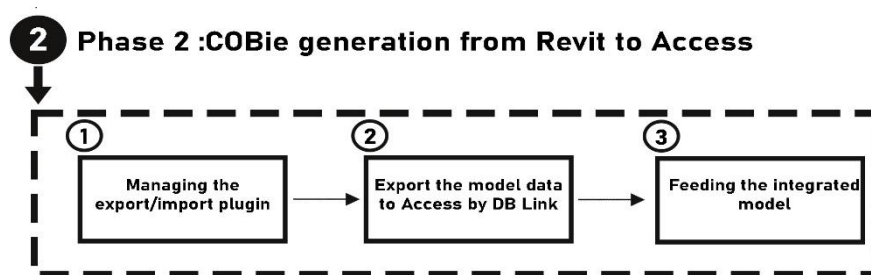 2 Phase 2 :COBie generation from Revit to Access
1
2
3
Managing the
export/import plugin
Export the model data
to Access by DB Link
Feeding the integrated
model